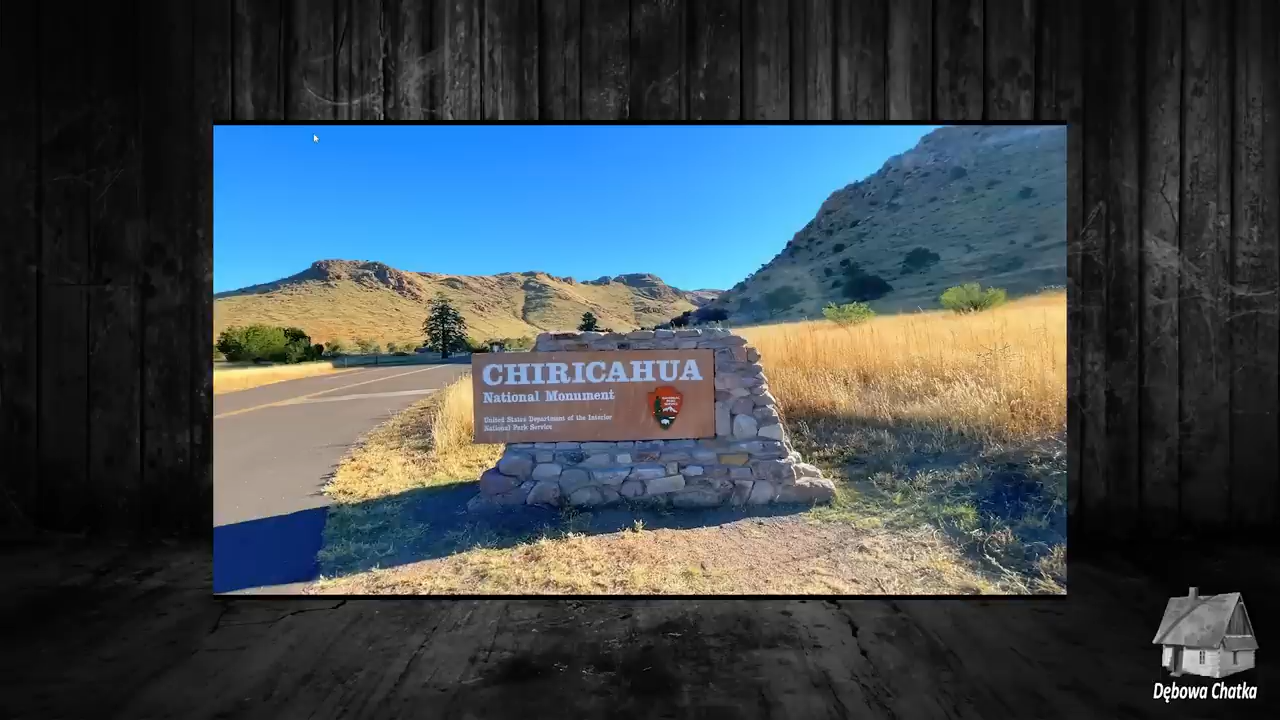 CHIRICAHUA
National Monument
United States Department of the Interior
National Park Service
Dębowa Chatka